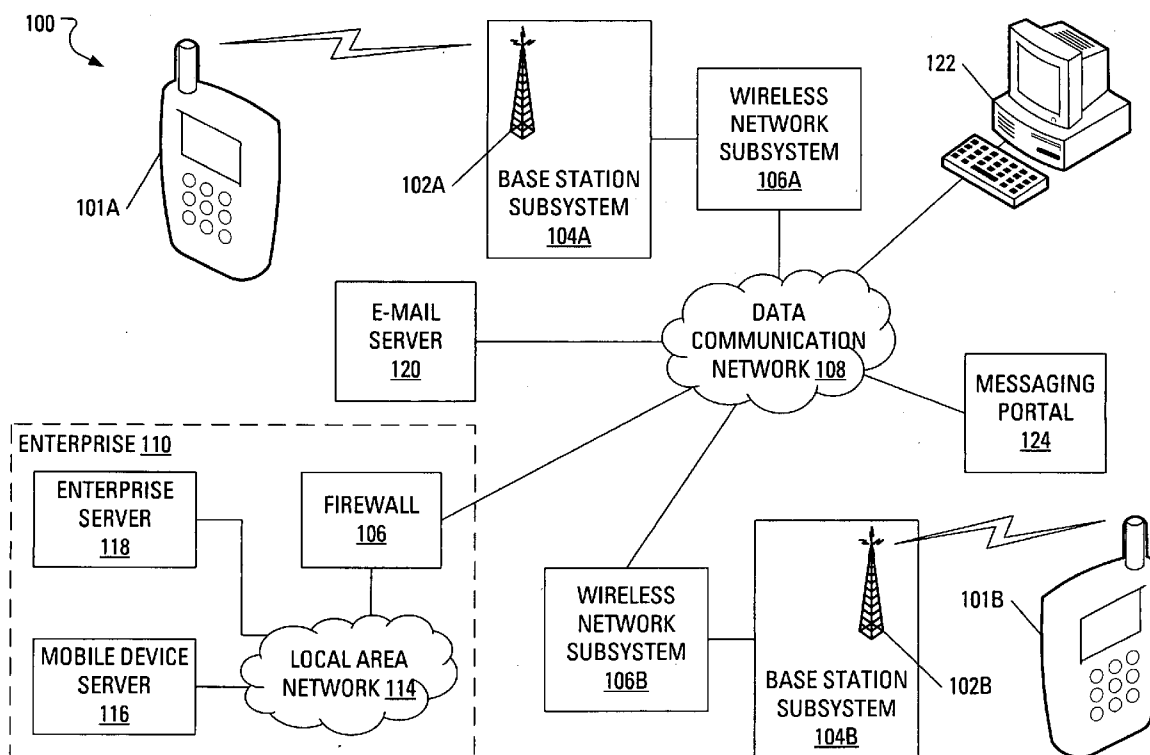 100
101A
102A
BASE STATION
SUBSYSTEM
104A
WIRELESS
NETWORK
SUBSYSTEM
106A
122
E-MAIL
SERVER
120
DATA
COMMUNICATION
NETWORK 108
MESSAGING
PORTAL
124
ENTERPRISE 110
ENTERPRISE
SERVER
118
FIREWALL
106
MOBILE DEVICE
SERVER
116
LOCAL AREA
NETWORK 114
WIRELESS
NETWORK
SUBSYSTEM
106B
BASE STATION
SUBSYSTEM
104B
102B
101B